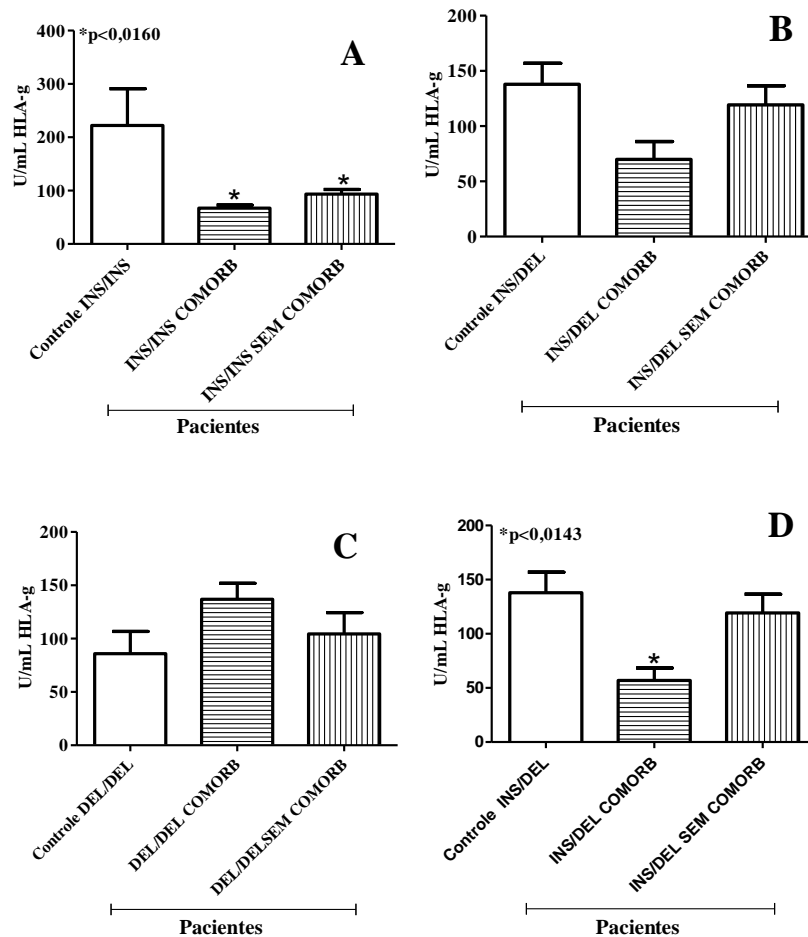 *p<0,0160
A
U/mL HLA-g
400
300
200
100
0
*
*
Controle INS/INS
INS/INS COMORB
INS/INS SEM COMORB
Pacientes
B
U/mL HLA-g
200
150
100
50
0
Controle INS/DEL
INS/DEL COMORB
INS/DEL SEM COMORB
Pacientes
C
U/mL HLA-g
200
150
100
50
0
Controle DEL/DEL
DEL/DEL COMORB
DEL/DELSEM COMORB
Pacientes
*p<0,0143
D
U/mL HLA-g
200
150
100
50
0
*
Controle INS/DEL
INS/DEL COMORB
INS/DEL SEM COMORB
Pacientes